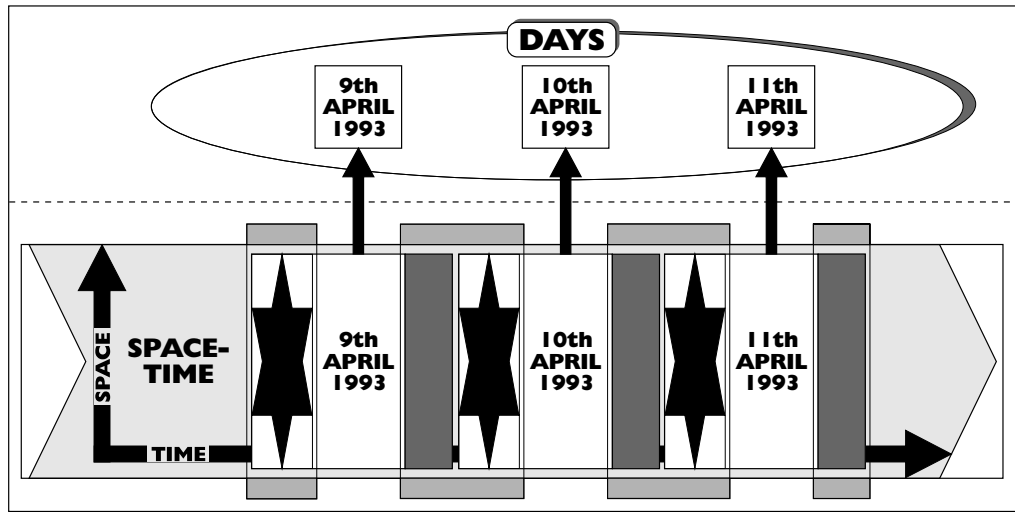 DAYS
9th
APRIL
1993
10th
APRIL
1993
11th
APRIL
1993
SPACE
SPACE-
TIME
9th
APRIL
1993
10th
APRIL
1993
11th
APRIL
1993
TIME